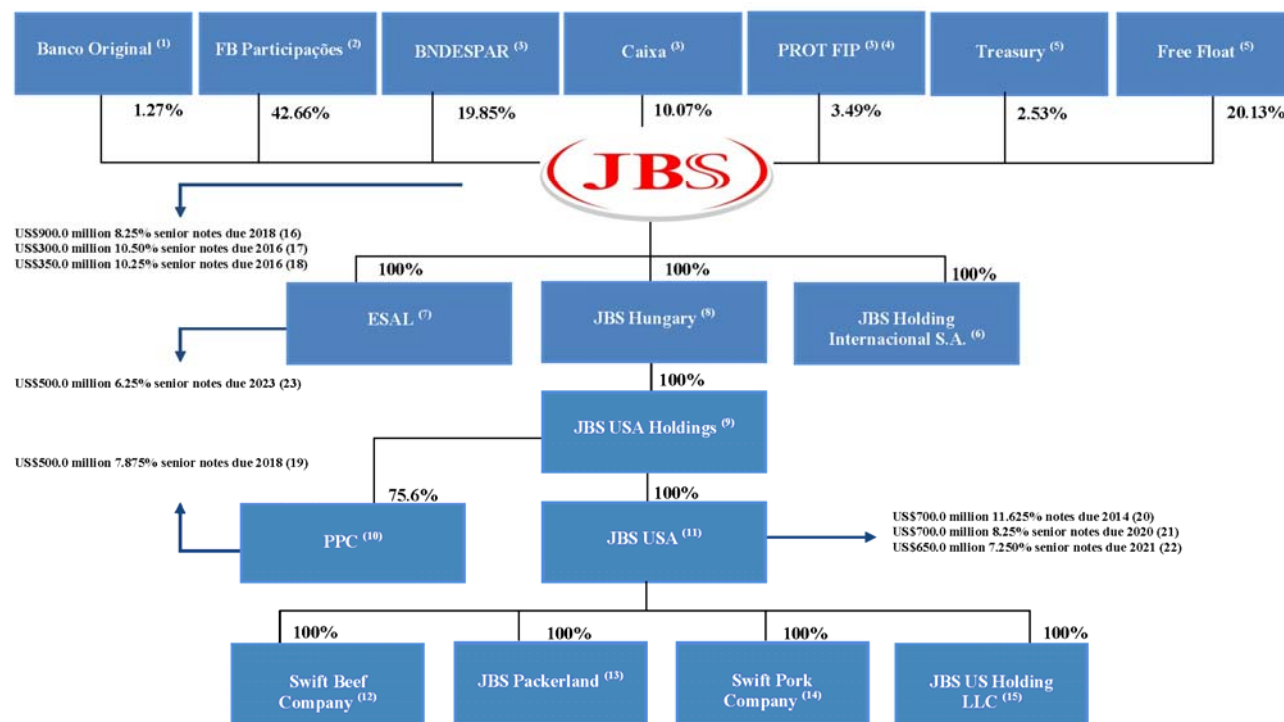 Banco Original (1)
FB Participações (2)
BNDESPAR (3)
Caixa (3)
PROT FIP (3) (4)
Treasury (5)
Free Float (5)
1.27%
42.66%
19.85%
10.07%
3.49%
2.53%
20.13%
JBS
US$900.0 million 8.25% senior notes due 2018 (16)
US$300.0 million 10.50% senior notes due 2016 (17)
US$350.0 million 10.25% senior notes due 2016 (18)
100%
100%
100%
ESAL (7)
JBS Hungary (8)
JBS Holding
Internacional S.A. (6)
US$500.0 million 6.25% senior notes due 2023 (23)
100%
JBS USA Holdings (9)
US$500.0 million 7.875% senior notes due 2018 (19)
75.6%
100%
PPC (10)
JBS USA (11)
US$700.0 million 11.625% notes due 2014 (20)
US$700.0 million 8.25% senior notes due 2020 (21)
US$650.0 mllion 7.250% senior notes due 2021 (22)
100%
100%
100%
100%
Swift Beef
Company (12)
JBS Packerland (13)
Swift Pork
Company (14)
JBS US Holding
LLC (15)